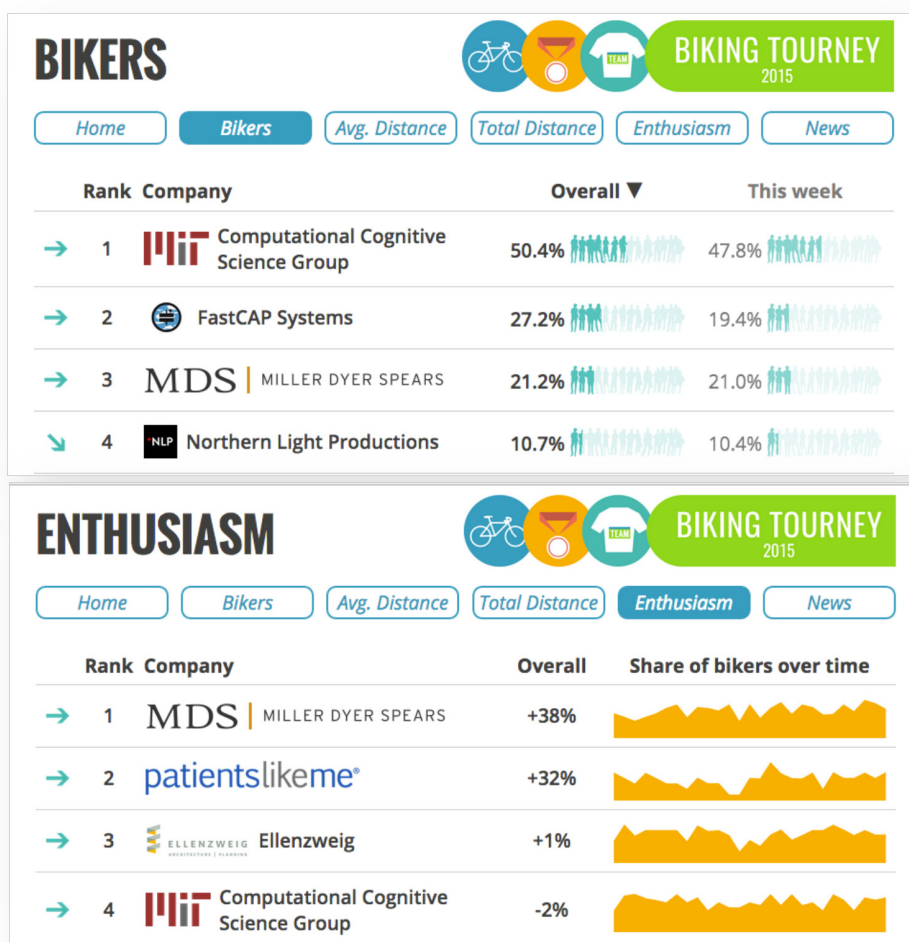 BIKERS
TEAM
BIKING TOURNEY
2015
Home Bikers Avg. Distance Total Distance Enthusiasm News
Rank Company Overall ▼ This week
1 MIT Computational Cognitive Science Group 50.4% 47.8%
2 FastCAP Systems 27.2% 19.4%
3 MDS | MILLER DYER SPEARS 21.2% 21.0%
4 *NLP Northern Light Productions 10.7% 10.4%
ENTHUSIASM
TEAM
BIKING TOURNEY
2015
Home Bikers Avg. Distance Total Distance Enthusiasm News
Rank Company Overall Share of bikers over time
1 MDS | MILLER DYER SPEARS +38%
2 patientslikeme® +32%
3 ELLENZWEIG ARCHITECTURE | PLANNING Ellenzweig +1%
4 MIT Computational Cognitive Science Group -2%